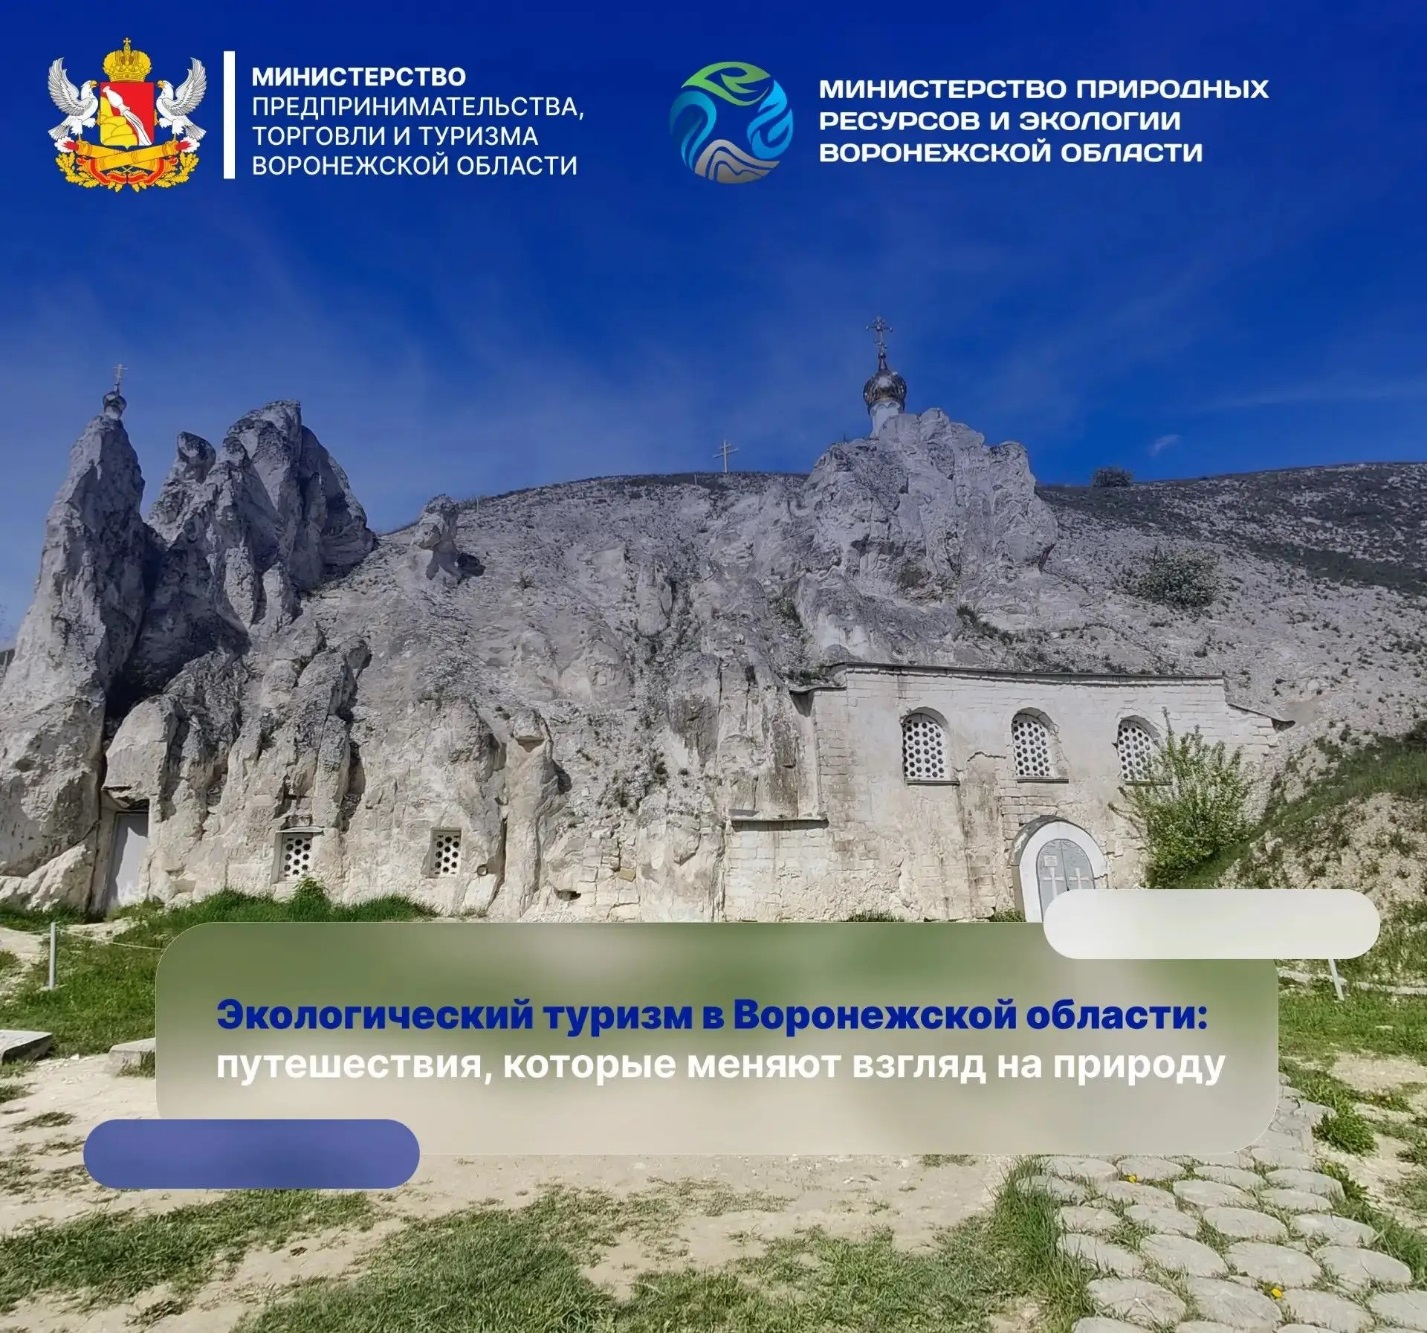 МИНИСТЕРСТВО
ПРЕДПРИНИМАТЕЛЬСТВА,
ТОРГОВЛИ И ТУРИЗМА
ВОРОНЕЖСКОЙ ОБЛАСТИ
МИНИСТЕРСТВО ПРИРОДНЫХ
РЕСУРСОВ И ЭКОЛОГИИ
ВОРОНЕЖСКОЙ ОБЛАСТИ
Экологический туризм в Воронежской области:
путешествия, которые меняют взгляд на природу